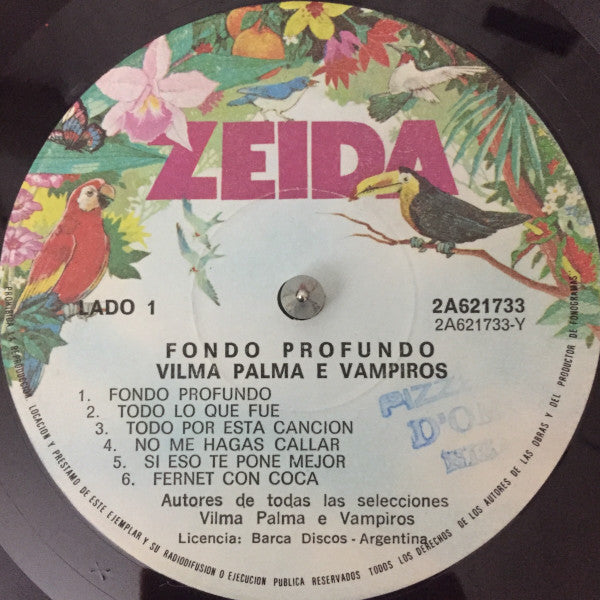 ZEIDA
LADO 1
2A621733
2A621733-Y
FONDO PROFUNDO
VILMA PALMA E VAMPIROS
1. FONDO PROFUNDO
2. TODO LO QUE FUE
3. TODO POR ESTA CANCION
4. NO ME HAGAS CALLAR
5. SI ESO TE PONE MEJOR
6. FERNET CON COCA
Autores de todas las selecciones
Vilma Palma e Vampiros
Licencia: Barca Discos - Argentina
D'O
LOCACION Y PRESTAMO DE ESTE EJEMPLAR Y SU RADIODIFUSION O EJECUCION PUBLICA RESERVADOS TODOS LOS DERECHOS DE LOS AUTORES DE LAS OBRAS Y DEL PRODUCTOR DE FONOGRAMAS